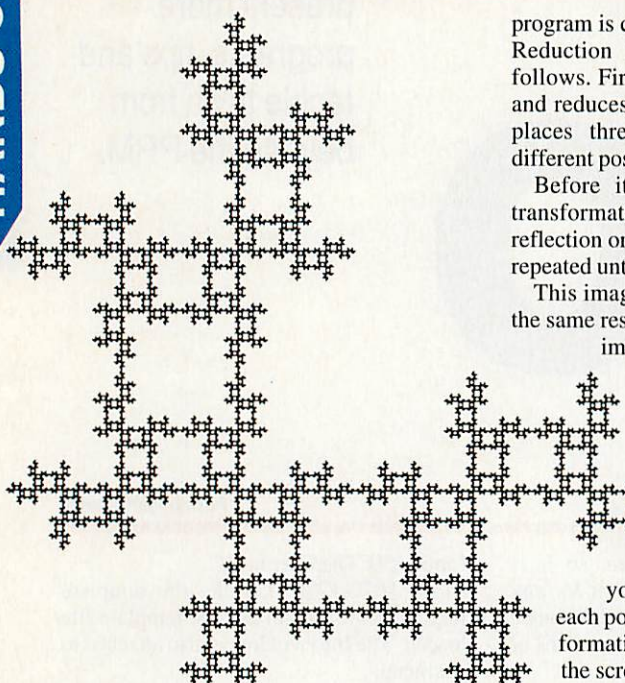 HANDS O
program is c
Reduction
follows. Fir
and reduces
places thre
different pos
Before it
transformat
reflection or
repeated unt
This imag
the same res
im
yo
each po
formati
the scre